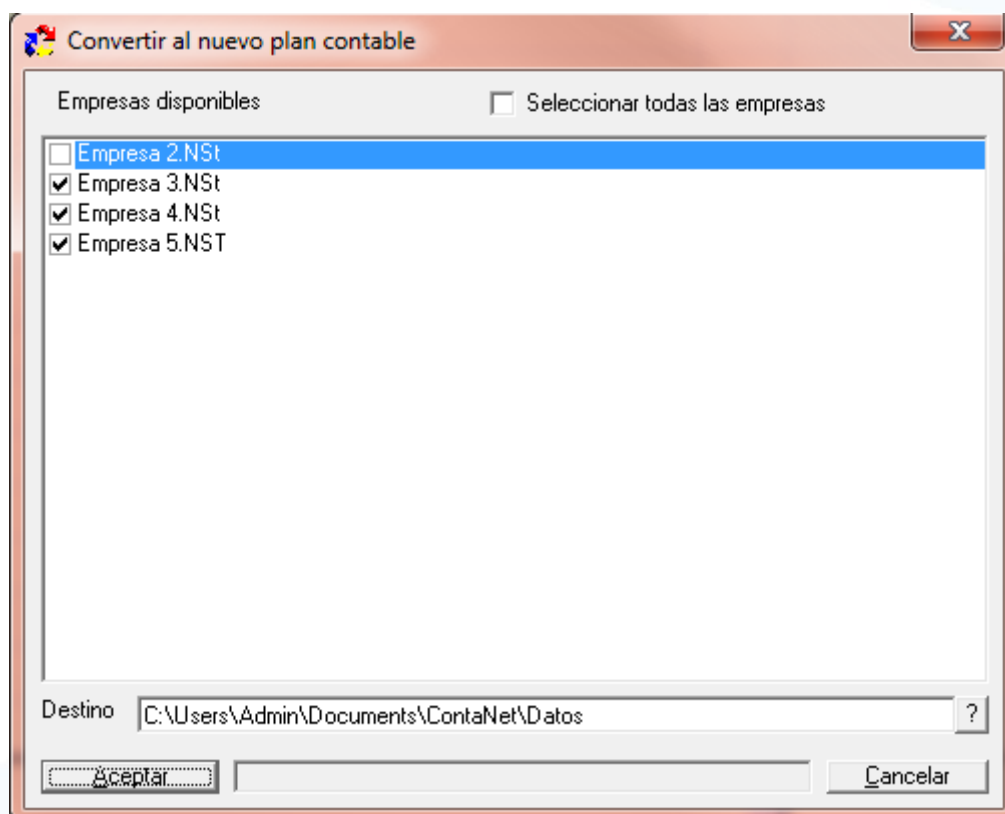 Convertir al nuevo plan contable
Empresas disponibles
Seleccionar todas las empresas
Empresa 2.NSt
Empresa 3.NSt
Empresa 4.NSt
Empresa 5.NST
Destino
C:\Users\Admin\Documents\ContaNet\Datos
?
Aceptar
Cancelar